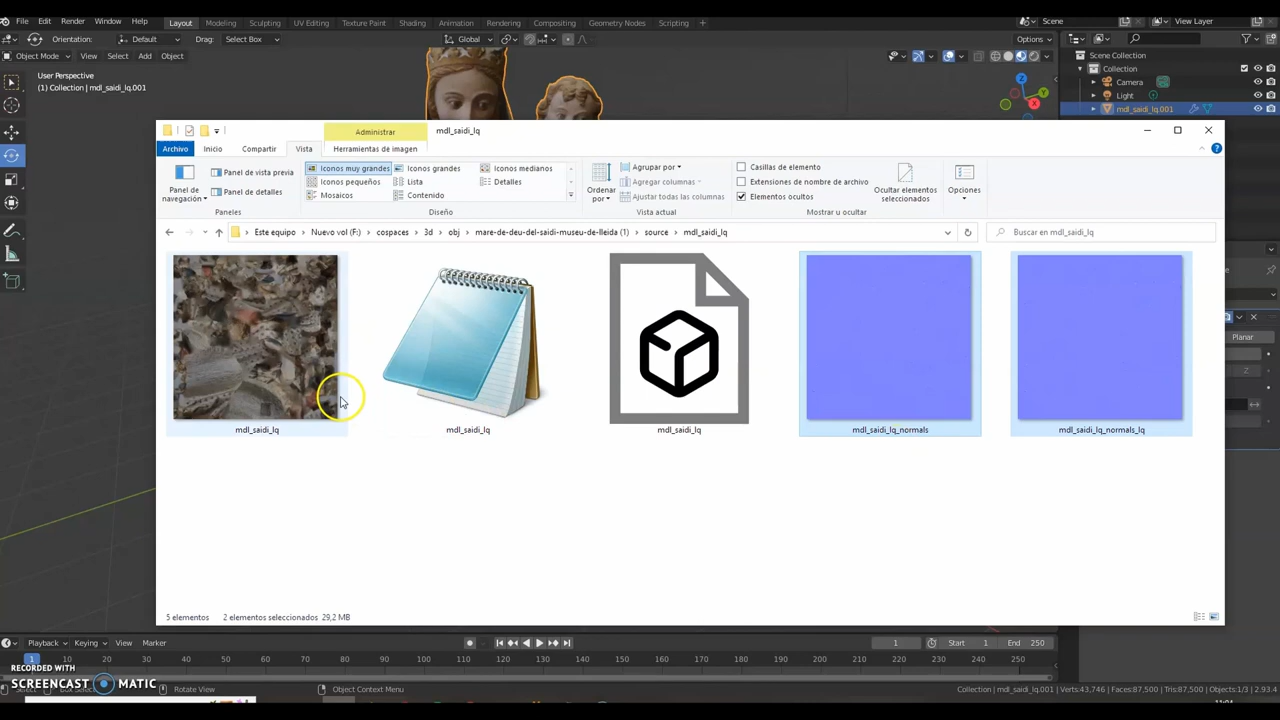 File Edit Render Window Help Layout Modeling Sculpting UV Editing Texture Paint Shading Animation Rendering Compositing Geometry Nodes Scripting + Scene View Layer
Orientation: Default Drag: Select Box Global Options
Object Mode View Select Add Object Scene Collection
User Perspective Collection
(1) Collection | mdl_saidi_lq.001 Camera
Light
mdl_saidi_lq.001
Administrar mdl_saidi_lq
Archivo Inicio Compartir Vista Herramientas de imagen
Panel de navegación
Panel de vista previa
Panel de detalles
Paneles
Iconos muy grandes Iconos grandes Iconos medianos
Iconos pequeños Lista Detalles
Mosaicos Contenido
Diseño
Ordenar por
Agrupar por
Agregar columnas
Ajustar todas las columnas
Vista actual
Casillas de elemento
Extensiones de nombre de archivo
Elementos ocultos
Ocultar elementos seleccionados
Mostrar u ocultar
Opciones
Planar
Este equipo > Nuevo vol (F:) > cospaces > 3d > obj > mare-de-deu-del-saidi-museu-de-lleida (1) > source > mdl_saidi_lq
Buscar en mdl_saidi_lq
mdl_saidi_lq mdl_saidi_lq mdl_saidi_lq mdl_saidi_lq_normals mdl_saidi_lq_normals_lq
5 elementos 2 elementos seleccionados 29,2 MB
Playback Keying View Marker 1 Start 1 End 250
1 10 20 30 40 50 60 70 80 90 100 110 120 130 140 150 160 170 180 190 200 210 220 230 240 250
RECORDED WITH
SCREENCAST MATIC
Rotate View Object Context Menu Collection | mdl_saidi_lq.001 | Verts:43,746 | Faces:87,500 | Tris:87,500 | Objects:1/3 | 2.93.4